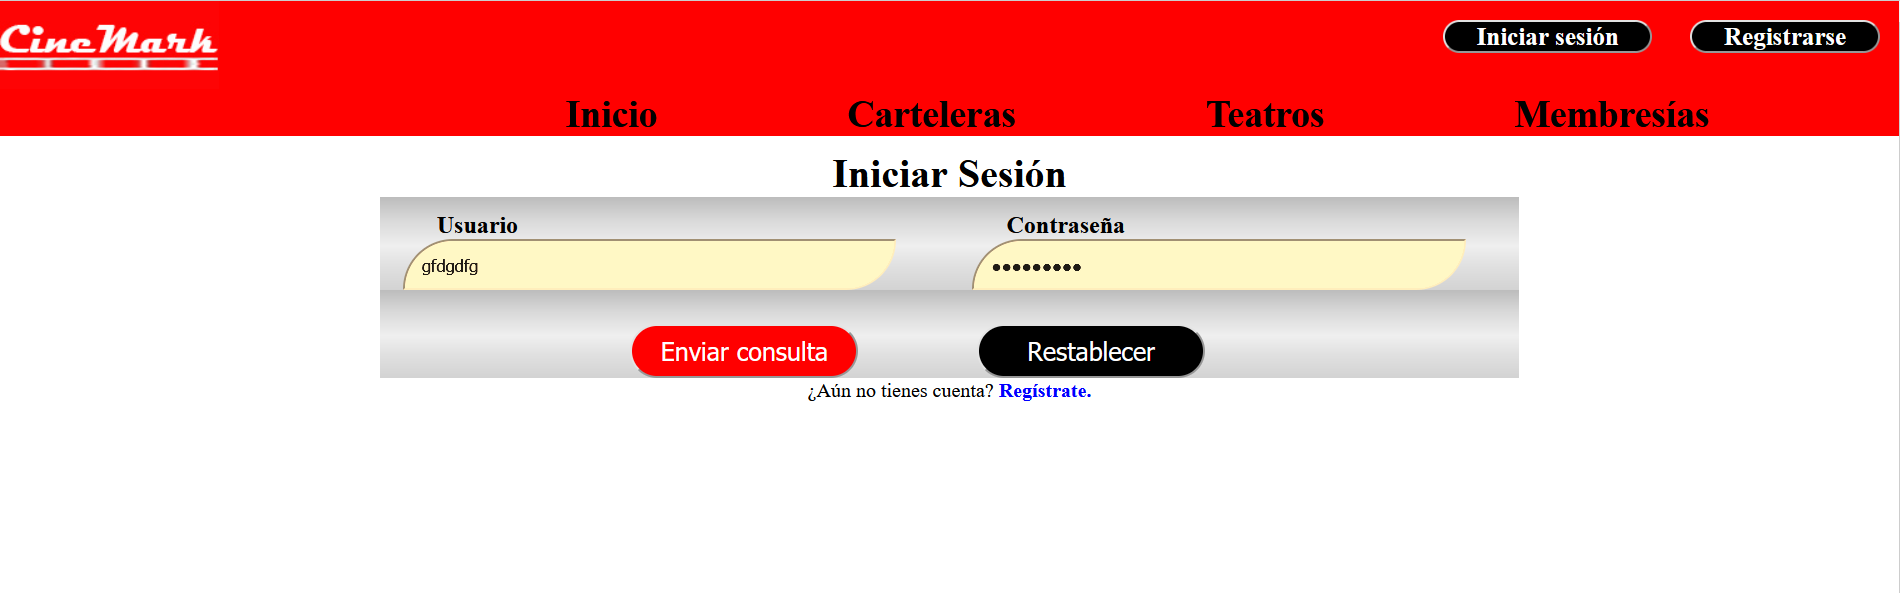 CineMark
Iniciar sesión
Registrarse
Inicio
Carteleras
Teatros
Membresías
Iniciar Sesión
Usuario
Contraseña
gfdgdfg
•••••••••
Enviar consulta
Restablecer
¿Aún no tienes cuenta? Regístrate.